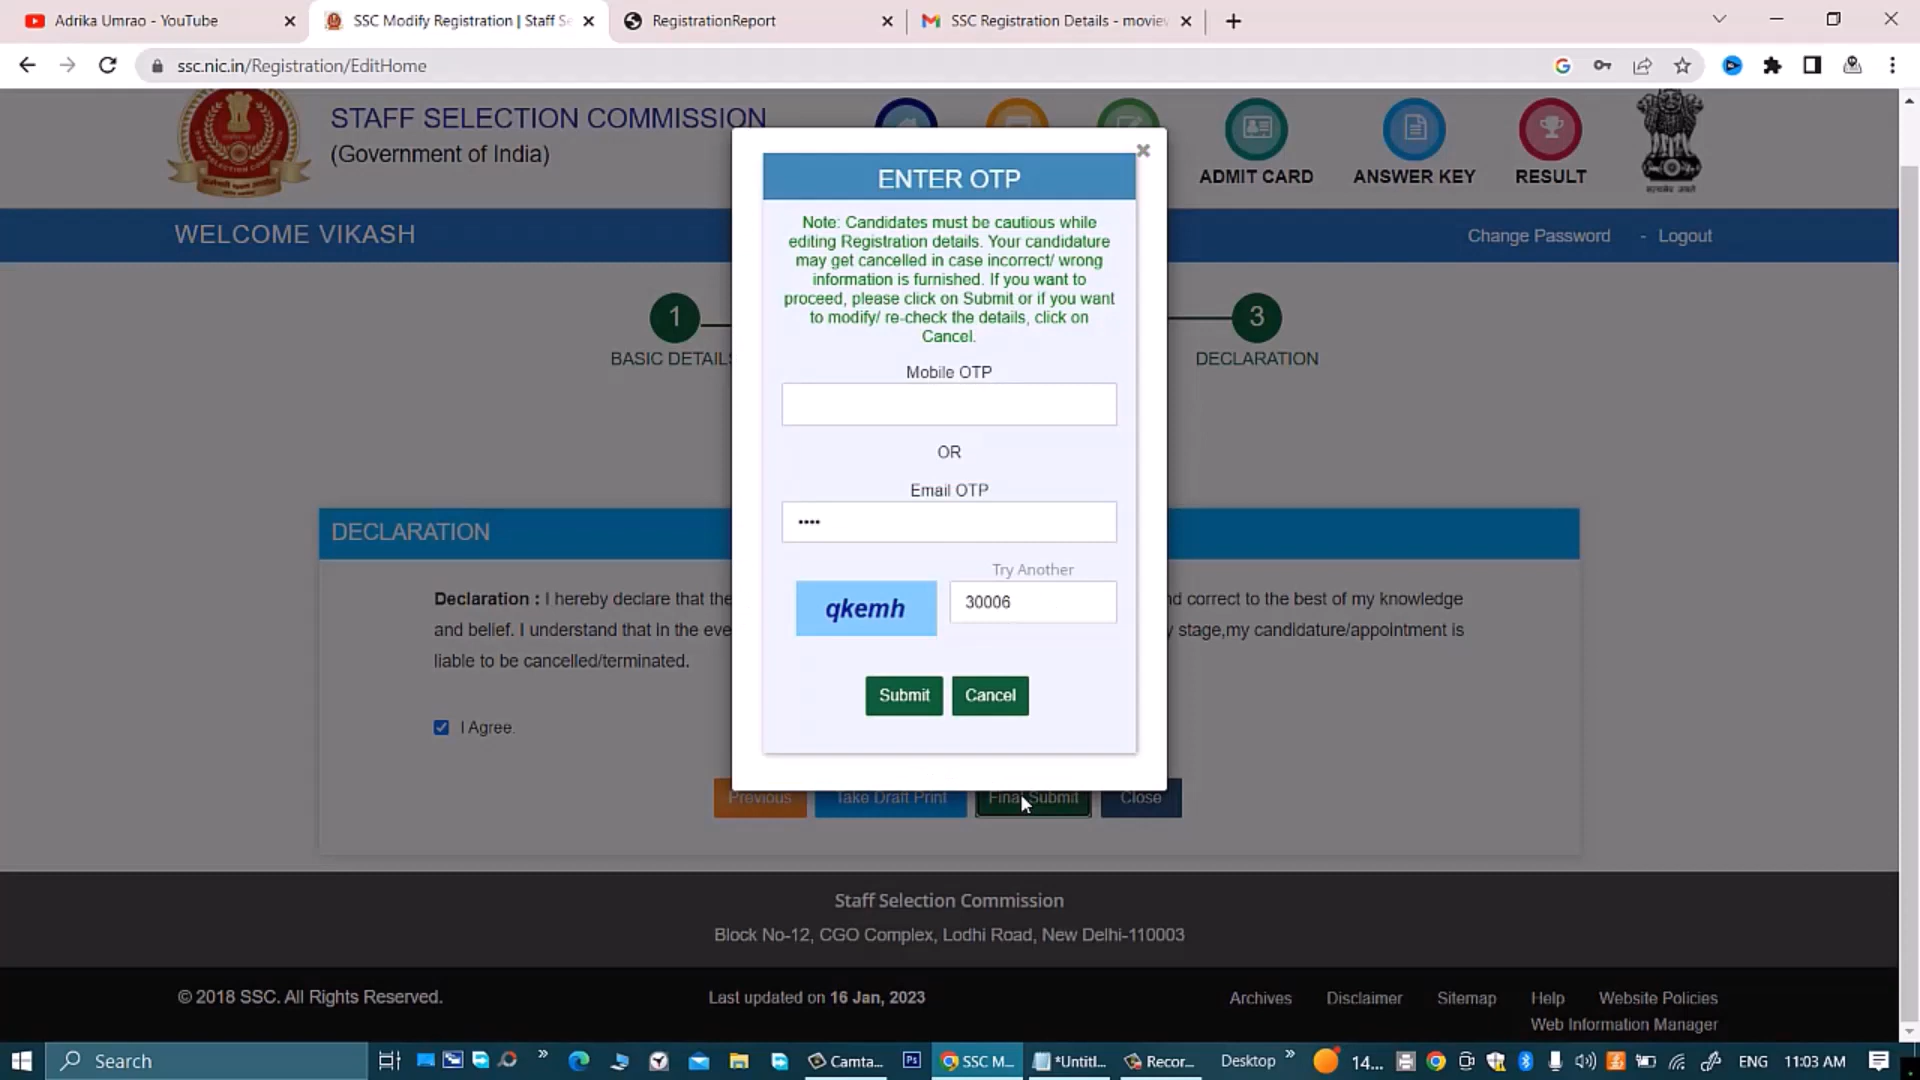 Adrika Umrao - YouTube
SSC Modify Registration | Staff Se
RegistrationReport
SSC Registration Details - movie
ssc.nic.in/Registration/EditHome
STAFF SELECTION COMMISSION
(Government of India)
ADMIT CARD
ANSWER KEY
RESULT
WELCOME VIKASH
Change Password - Logout
ENTER OTP
Note: Candidates must be cautious while
editing Registration details. Your candidature
may get cancelled in case incorrect/ wrong
information is furnished. If you want to
proceed, please click on Submit or if you want
to modify/ re-check the details, click on
Cancel.
1
BASIC DETAILS
3
DECLARATION
Mobile OTP
OR
Email OTP
••••
Try Another
qkemh
30006
Submit
Cancel
DECLARATION
Declaration : I hereby declare that the nd correct to the best of my knowledge
and belief. I understand that in the eve y stage,my candidature/appointment is
liable to be cancelled/terminated.
I Agree.
Previous
Take Draft Print
Final Submit
Close
Staff Selection Commission
Block No-12, CGO Complex, Lodhi Road, New Delhi-110003
© 2018 SSC. All Rights Reserved.
Last updated on 16 Jan, 2023
Archives Disclaimer Sitemap Help Website Policies
Web Information Manager
Search
Camta...
Ps
SSC M...
*Untitl...
Recor...
Desktop
14...
ENG
11:03 AM